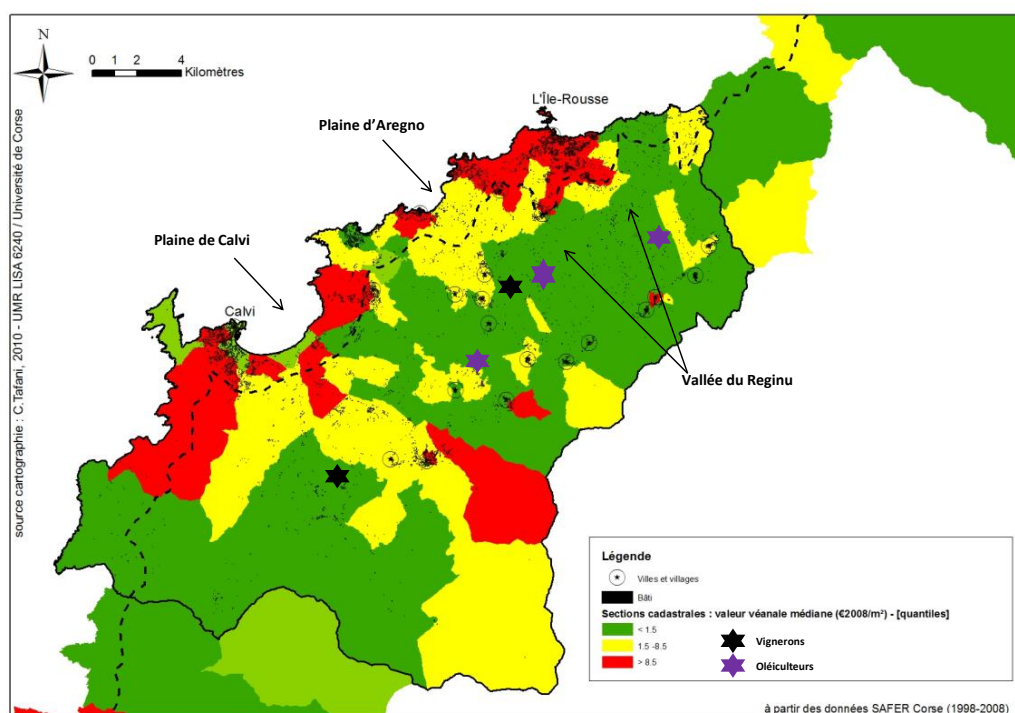 N
0 1 2 4
Kilomètres
L'Île-Rousse
Plaine d'Aregno
Plaine de Calvi
Calvi
Vallée du Reginu
source cartographie : C.Tafani, 2010 - UMR LISA 6240 / Université de Corse
Légende
Villes et villages
Bâti
Sections cadastrales : valeur véanale médiane (€2008/m²) - [quantiles]
< 1.5
1.5 -8.5
> 8.5
Vignerons
Oléiculteurs
à partir des données SAFER Corse (1998-2008)